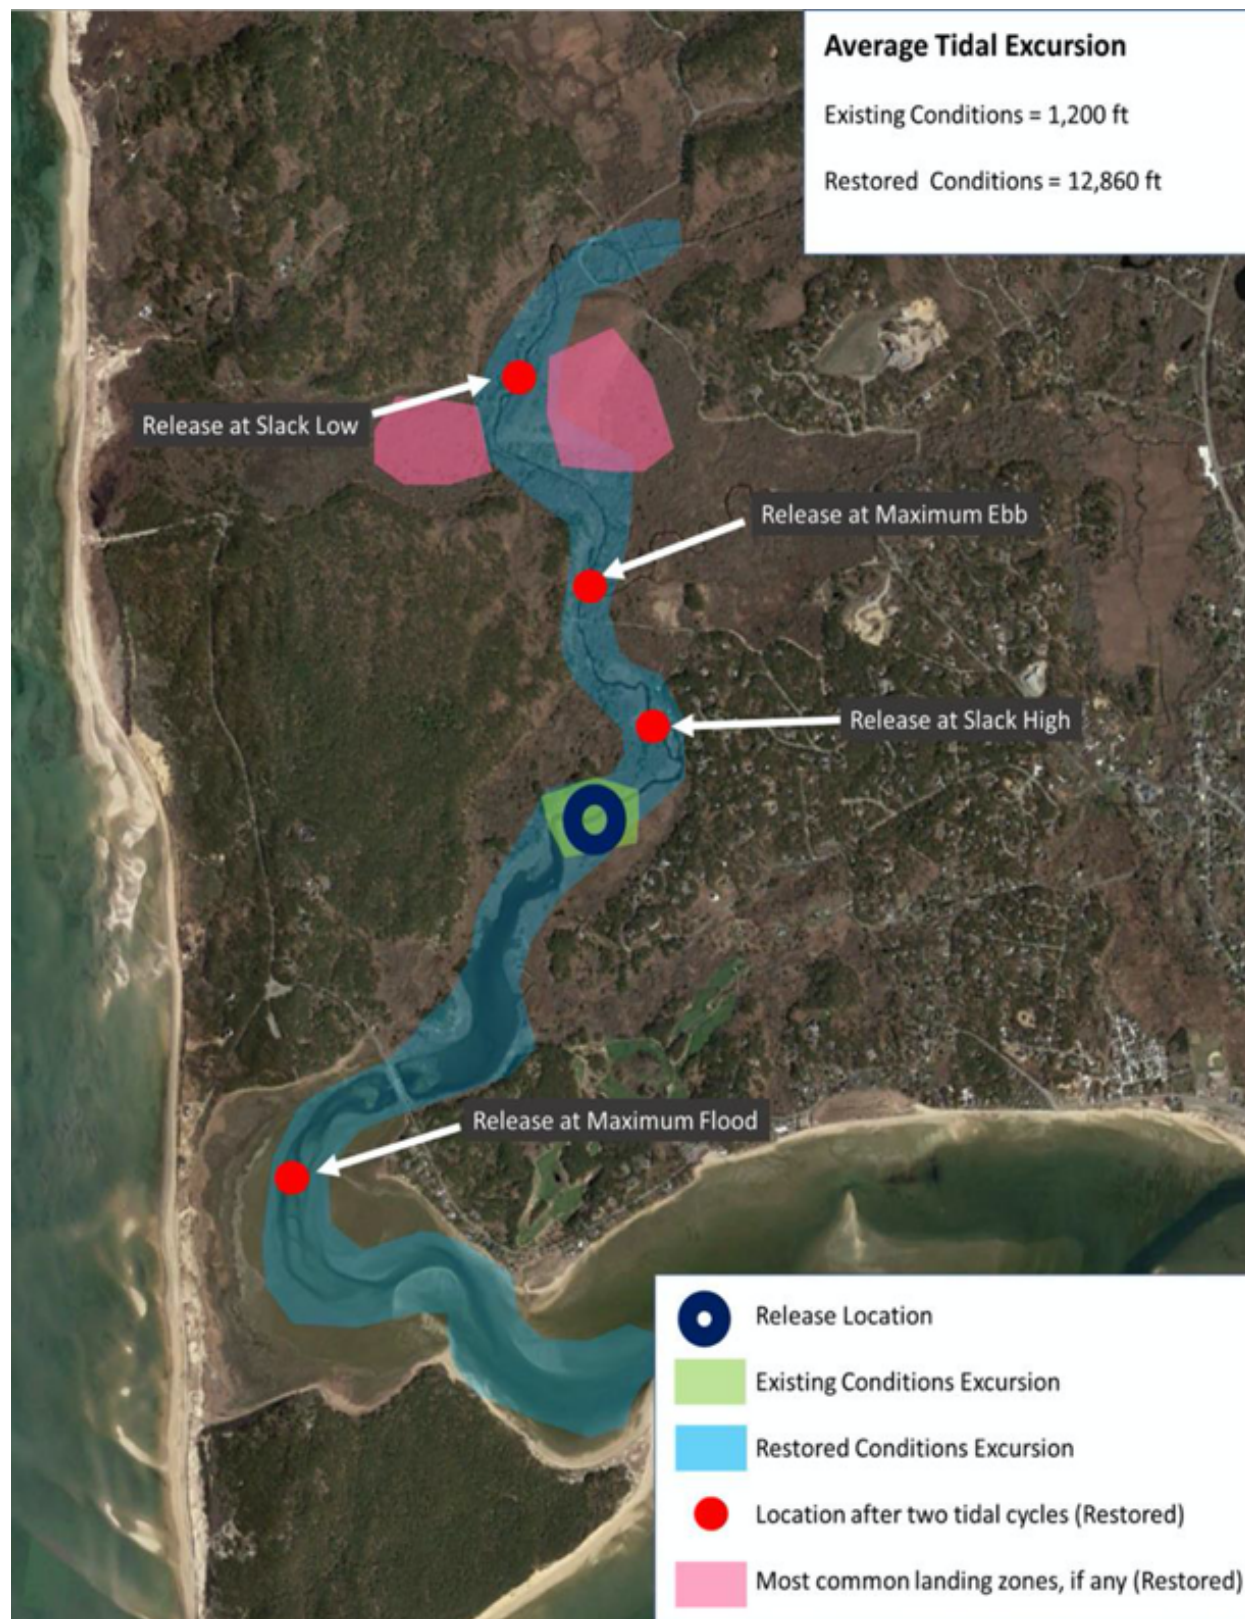 Average Tidal Excursion
Existing Conditions = 1,200 ft
Restored Conditions = 12,860 ft
Release at Slack Low
Release at Maximum Ebb
Release at Slack High
Release at Maximum Flood
Release Location
Existing Conditions Excursion
Restored Conditions Excursion
Location after two tidal cycles (Restored)
Most common landing zones, if any (Restored)